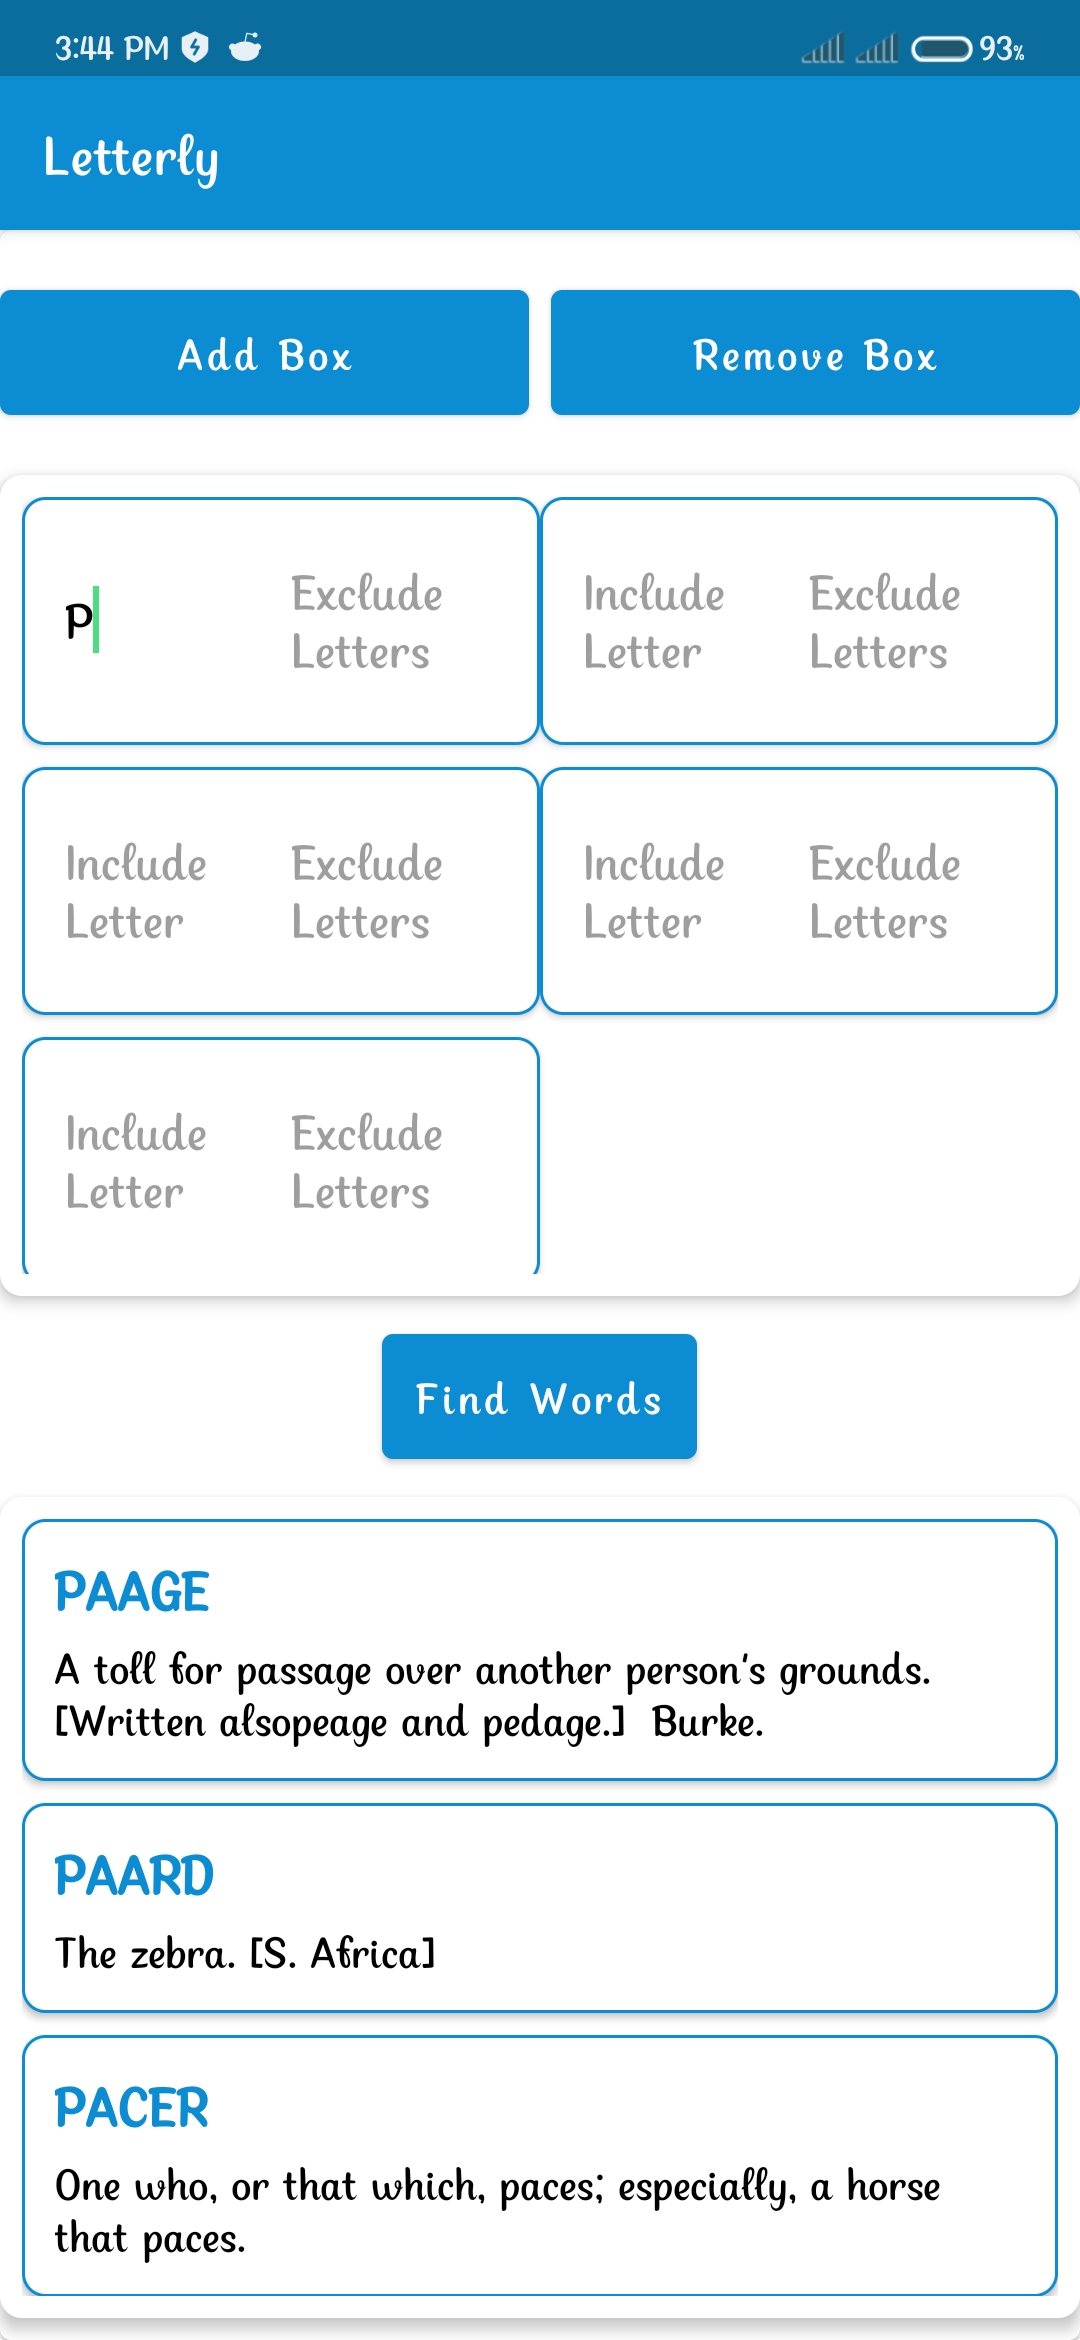 3:44 PM 93%
Letterly
Add Box Remove Box
p Exclude Letters Include Letter Exclude Letters
Include Letter Exclude Letters Include Letter Exclude Letters
Include Letter Exclude Letters
Find Words
PAAGE
A toll for passage over another person's grounds.
[Written alsopeage and pedage.]  Burke.
PAARD
The zebra. [S. Africa]
PACER
One who, or that which, paces; especially, a horse
that paces.